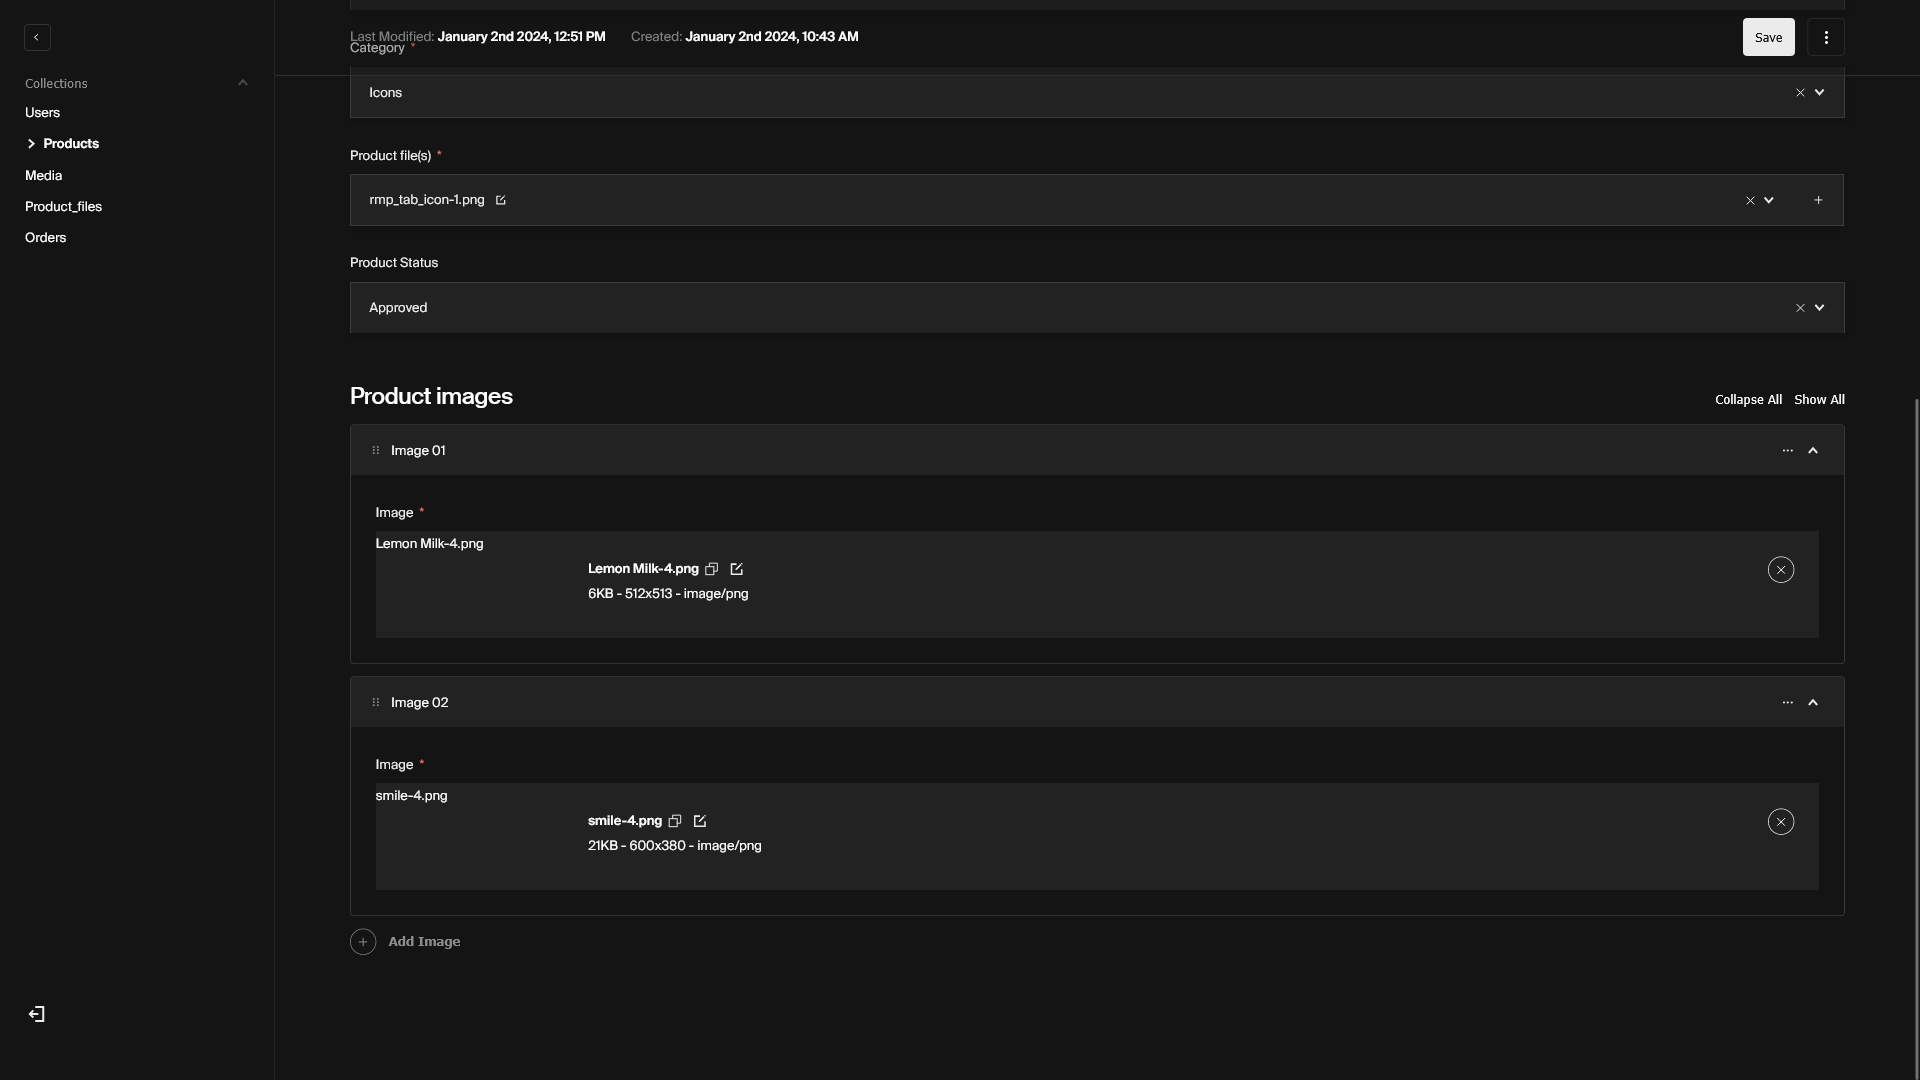 Last Modified: January 2nd 2024, 12:51 PM Created: January 2nd 2024, 10:43 AM
Save
Category *
Collections
Users
Products
Media
Product_files
Orders
Icons
Product file(s) *
rmp_tab_icon-1.png
Product Status
Approved
Product images
Collapse All Show All
Image 01
Image *
Lemon Milk-4.png
Lemon Milk-4.png
6KB - 512x513 - image/png
Image 02
Image *
smile-4.png
smile-4.png
21KB - 600x380 - image/png
Add Image